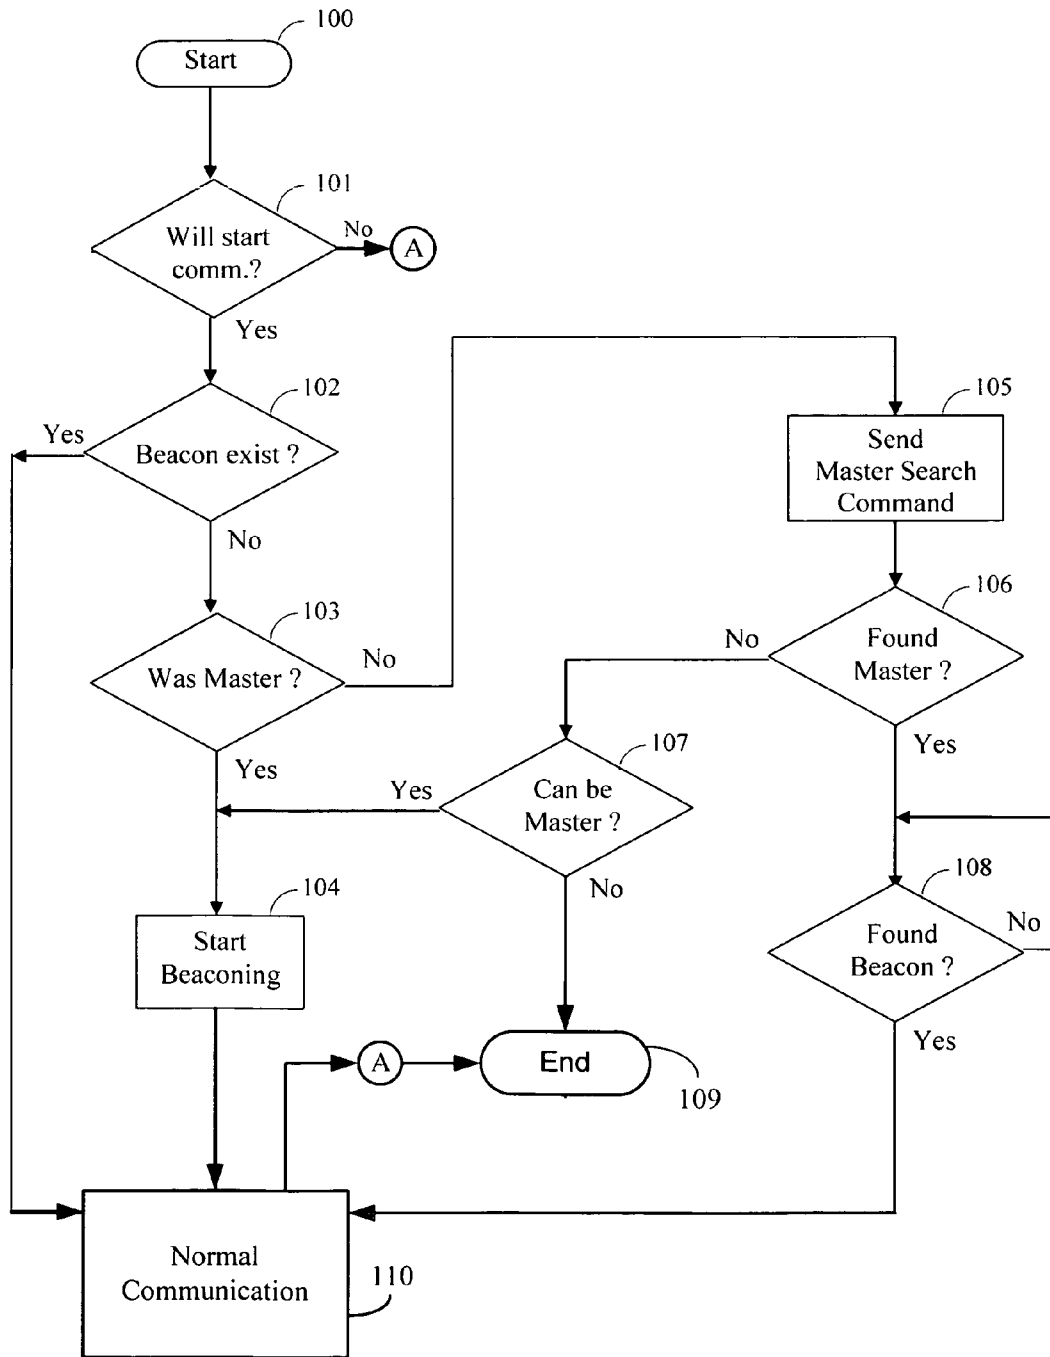 100
Start
101
Will start
comm.?
No
A
Yes
102
Yes
Beacon exist ?
No
105
Send
Master Search
Command
103
Was Master ?
No
106
Found
Master ?
No
Yes
Yes
107
Can be
Master ?
Yes
No
104
Start
Beaconing
108
Found
Beacon ?
No
Yes
A
End
109
Normal
Communication
110